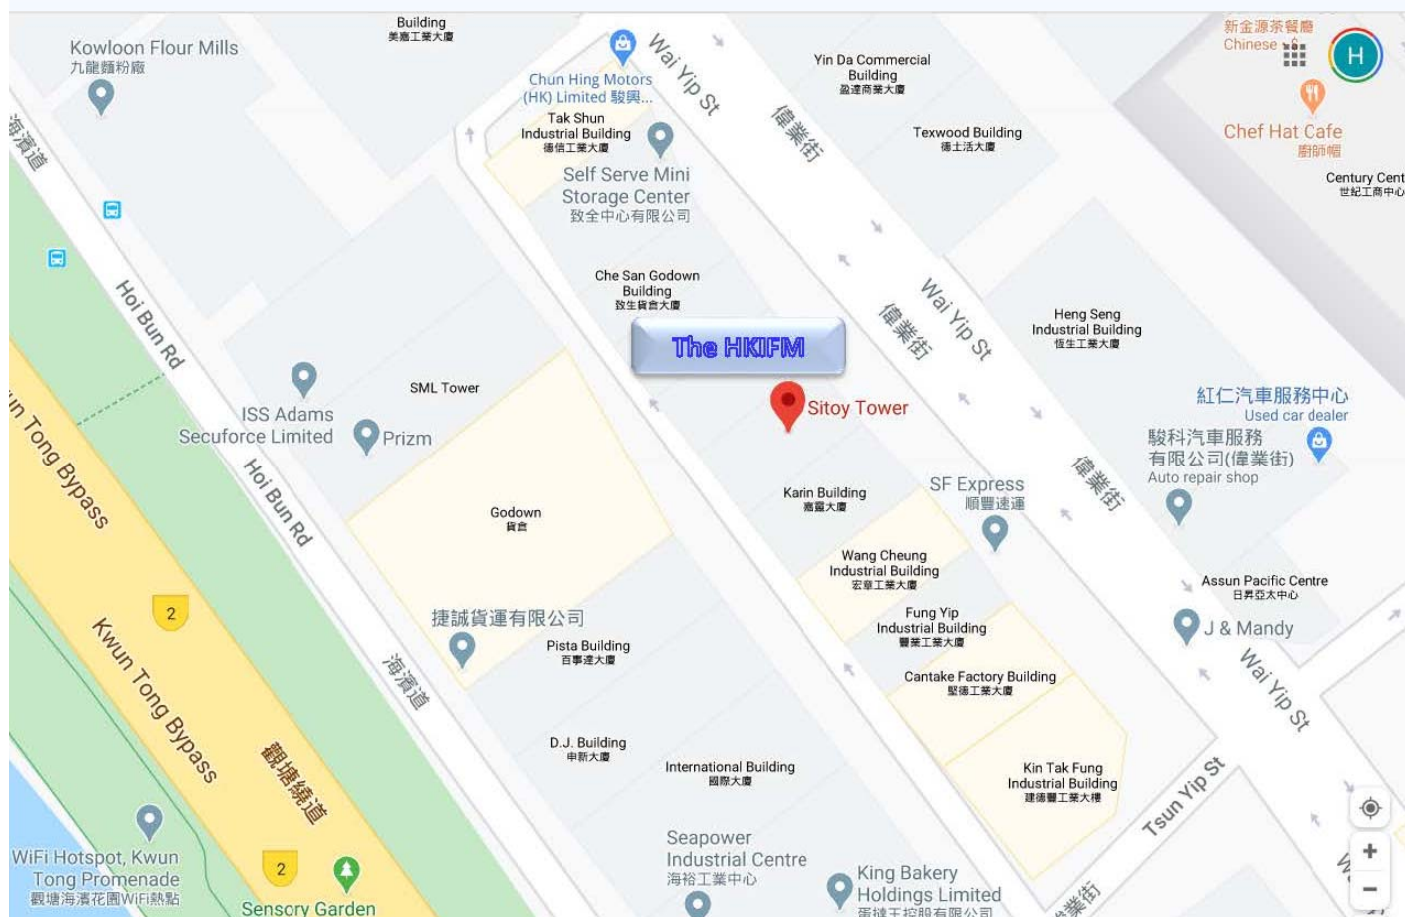 Building
美嘉工業大廈
Kowloon Flour Mills
九龍麵粉廠
Chun Hing Motors
(HK) Limited 駿興...
Wai Yip St
偉業街
Yin Da Commercial
Building
盈達商業大廈
新金源茶餐廳
Chinese
H
Tak Shun
Industrial Building
德信工業大廈
Texwood Building
德士活大廈
Chef Hat Cafe
廚師帽
海濱道
Self Serve Mini
Storage Center
致全中心有限公司
Century Cent
世紀工商中心
Che San Godown
Building
致生貨倉大廈
Hoi Bun Rd
Wai Yip St
偉業街
Heng Seng
Industrial Building
恆生工業大廈
The HKIFM
SML Tower
Sitoy Tower
紅仁汽車服務中心
Used car dealer
ISS Adams
Secuforce Limited
Prizm
駿科汽車服務
有限公司(偉業街)
Auto repair shop
un Tong Bypass
Hoi Bun Rd
Godown
貨倉
Karin Building
嘉靈大廈
SF Express
順豐速運
偉業街
Wang Cheung
Industrial Building
宏章工業大廈
Assun Pacific Centre
日昇亞太中心
2
捷誠貨運有限公司
Fung Yip
Industrial Building
豐業工業大廈
J & Mandy
Pista Building
百事達大廈
Cantake Factory Building
堅德工業大廈
Wai Yip St
Kwun Tong Bypass
海濱道
觀塘繞道
D.J. Building
申新大廈
International Building
國際大廈
Kin Tak Fung
Industrial Building
建德豐工業大樓
Tsun Yip St
WiFi Hotspot, Kwun
Tong Promenade
觀塘海濱花園WiFi熱點
2
Sensory Garden
Seapower
Industrial Centre
海裕工業中心
King Bakery
Holdings Limited
蛋撻王控股有限公司
偉業街
+
−